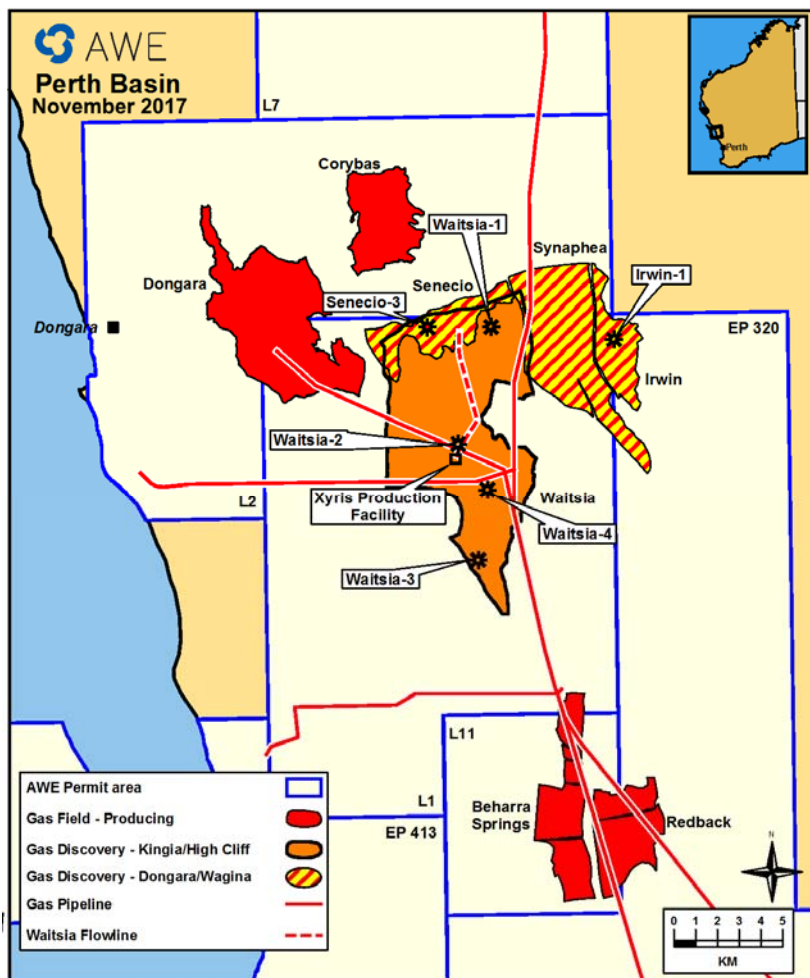 AWE
Perth Basin
November 2017
Perth
L7
Corybas
Waitsia-1
Synaphea
Dongara
Senecio
Irwin-1
Senecio-3
Dongara
EP 320
Irwin
Waitsia-2
L2
Xyris Production
Facility
Waitsia
Waitsia-4
Waitsia-3
L11
AWE Permit area
L1
Beharra
Springs
Gas Field - Producing
EP 413
Redback
Gas Discovery - Kingia/High Cliff
N
Gas Discovery - Dongara/Wagina
Gas Pipeline
0 1 2 3 4 5
Waitsia Flowline
KM